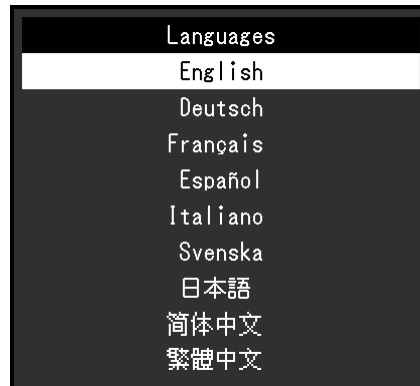 Languages
English
Deutsch
Français
Español
Italiano
Svenska
日本語
简体中文
繁體中文